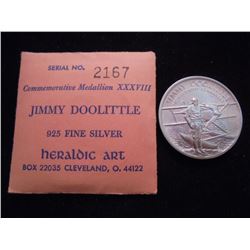 SERIAL NO. 2167
Commemorative Medallion XXXVIII
JIMMY DOOLITTLE
925 FINE SILVER
heraldic art
BOX 22035 CLEVELAND, O. 44122